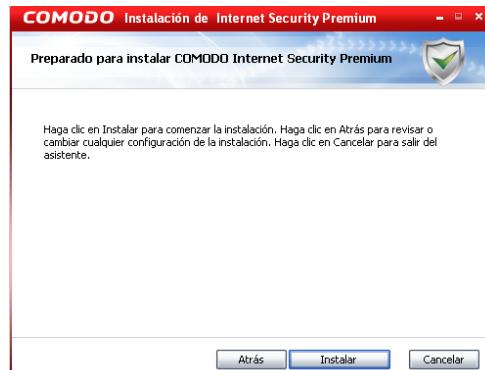 COMODO Instalación de Internet Security Premium
Preparado para instalar COMODO Internet Security Premium
Haga clic en Instalar para comenzar la instalación. Haga clic en Atrás para revisar o
cambiar cualquier configuración de la instalación. Haga clic en Cancelar para salir del
asistente.
Atrás Instalar Cancelar